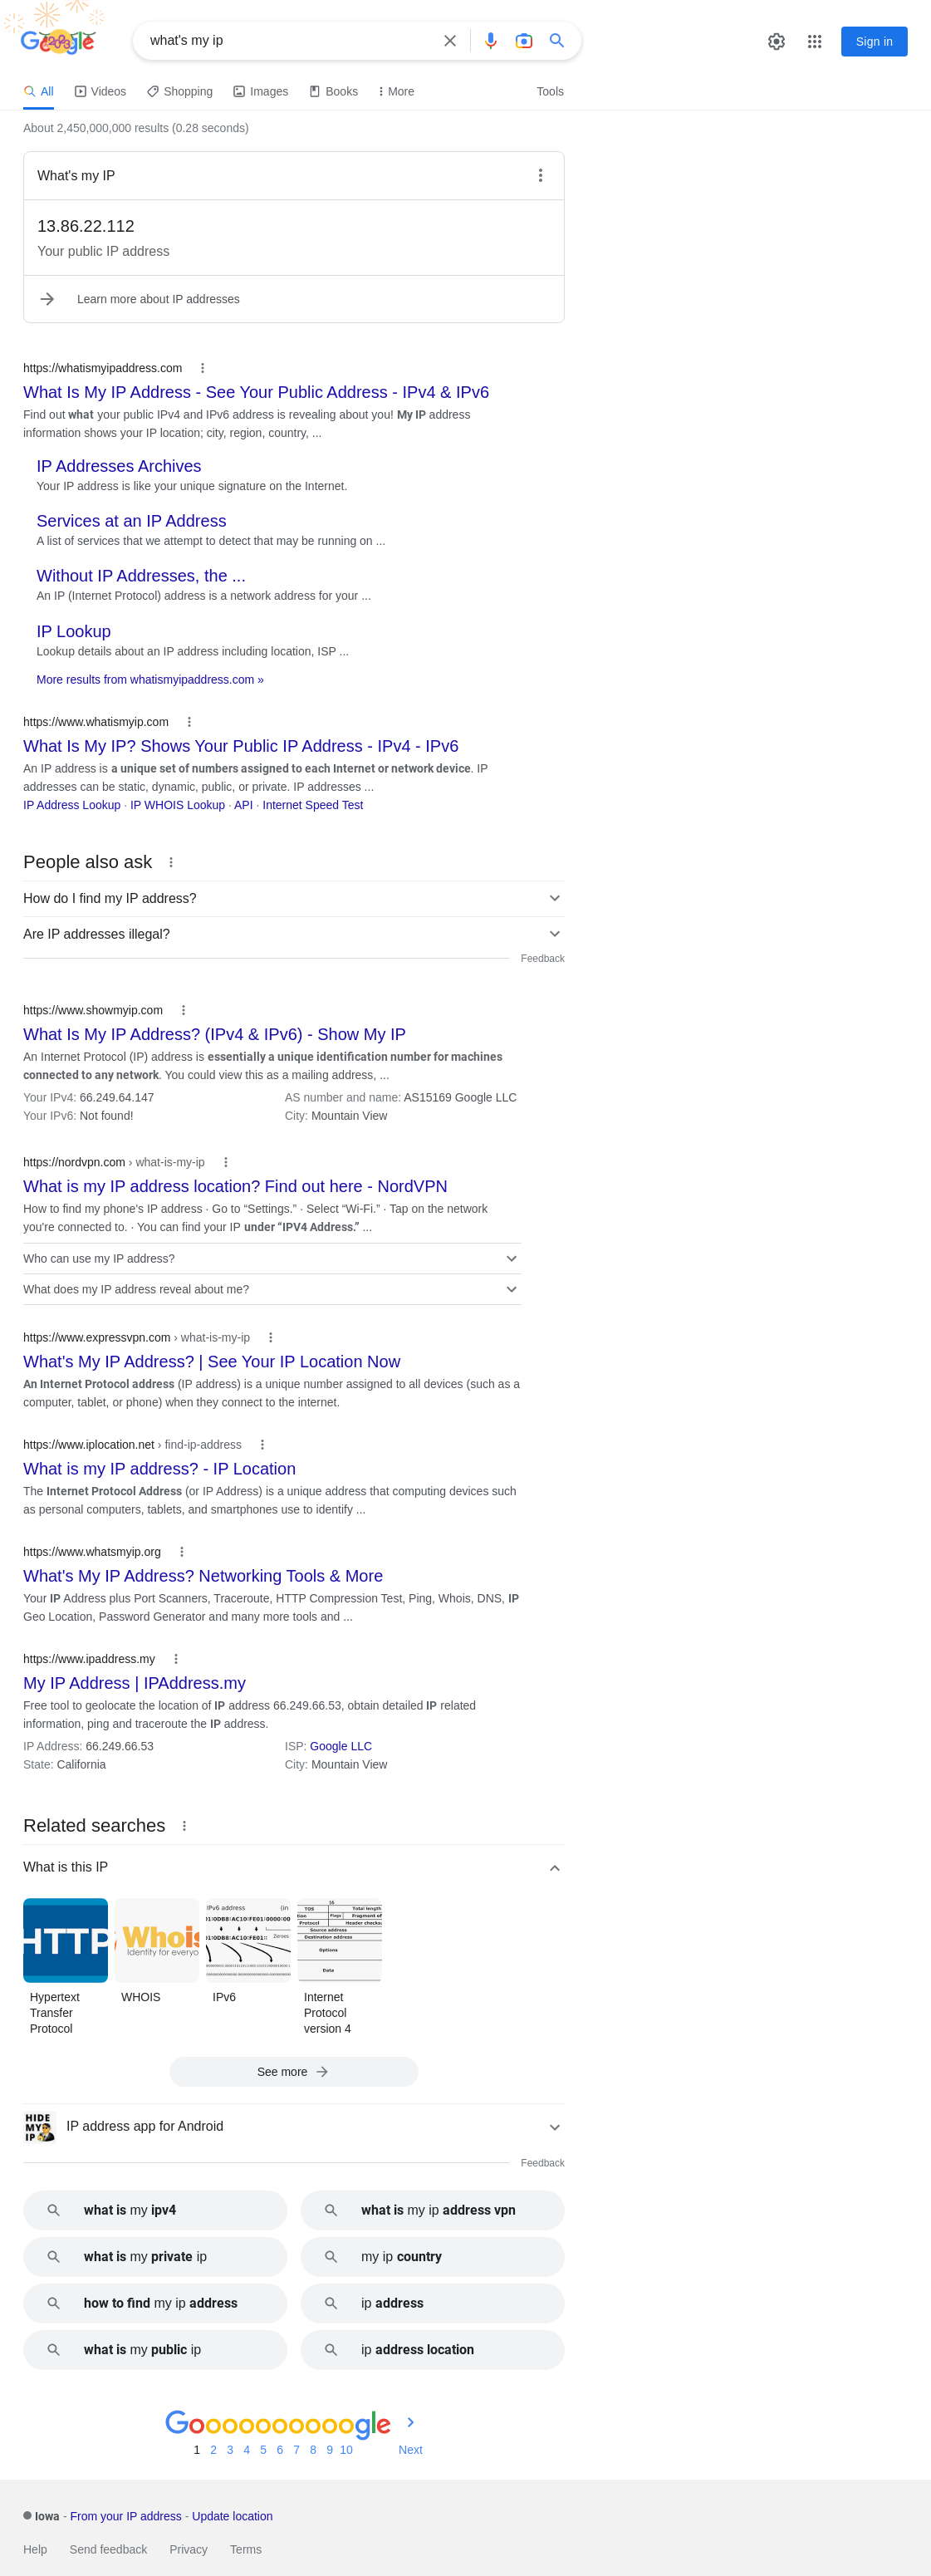 what's my ip
Sign in
All
Videos
Shopping
Images
Books
More
Tools
About 2,450,000,000 results (0.28 seconds)
What's my IP
13.86.22.112
Your public IP address
Learn more about IP addresses
https://whatismyipaddress.com
What Is My IP Address - See Your Public Address - IPv4 & IPv6
Find out what your public IPv4 and IPv6 address is revealing about you! My IP address
information shows your IP location; city, region, country, ...
IP Addresses Archives
Your IP address is like your unique signature on the Internet.
Services at an IP Address
A list of services that we attempt to detect that may be running on ...
Without IP Addresses, the ...
An IP (Internet Protocol) address is a network address for your ...
IP Lookup
Lookup details about an IP address including location, ISP ...
More results from whatismyipaddress.com »
https://www.whatismyip.com
What Is My IP? Shows Your Public IP Address - IPv4 - IPv6
An IP address is a unique set of numbers assigned to each Internet or network device. IP
addresses can be static, dynamic, public, or private. IP addresses ...
IP Address Lookup · IP WHOIS Lookup · API · Internet Speed Test
People also ask
How do I find my IP address?
Are IP addresses illegal?
Feedback
https://www.showmyip.com
What Is My IP Address? (IPv4 & IPv6) - Show My IP
An Internet Protocol (IP) address is essentially a unique identification number for machines
connected to any network. You could view this as a mailing address, ...
Your IPv4: 66.249.64.147
AS number and name: AS15169 Google LLC
Your IPv6: Not found!
City: Mountain View
https://nordvpn.com › what-is-my-ip
What is my IP address location? Find out here - NordVPN
How to find my phone's IP address · Go to “Settings.” · Select “Wi-Fi.” · Tap on the network
you're connected to. · You can find your IP under “IPV4 Address.” ...
Who can use my IP address?
What does my IP address reveal about me?
https://www.expressvpn.com › what-is-my-ip
What's My IP Address? | See Your IP Location Now
An Internet Protocol address (IP address) is a unique number assigned to all devices (such as a
computer, tablet, or phone) when they connect to the internet.
https://www.iplocation.net › find-ip-address
What is my IP address? - IP Location
The Internet Protocol Address (or IP Address) is a unique address that computing devices such
as personal computers, tablets, and smartphones use to identify ...
https://www.whatsmyip.org
What's My IP Address? Networking Tools & More
Your IP Address plus Port Scanners, Traceroute, HTTP Compression Test, Ping, Whois, DNS, IP
Geo Location, Password Generator and many more tools and ...
https://www.ipaddress.my
My IP Address | IPAddress.my
Free tool to geolocate the location of IP address 66.249.66.53, obtain detailed IP related
information, ping and traceroute the IP address.
IP Address: 66.249.66.53
ISP: Google LLC
State: California
City: Mountain View
Related searches
What is this IP
HTTP
Whois
Identity for everyo
IPv6 address
TOS
Total length
Flags
Fragment of
Protocol
Header checksu
Source address
Destination address
Options
Data
Zeroes
Hypertext
Transfer
Protocol
WHOIS
IPv6
Internet
Protocol
version 4
See more
HIDE
MY
IP
IP address app for Android
Feedback
what is my ipv4
what is my ip address vpn
what is my private ip
my ip country
how to find my ip address
ip address
what is my public ip
ip address location
Goooooooooogle
1 2 3 4 5 6 7 8 9 10
Next
Iowa - From your IP address - Update location
Help
Send feedback
Privacy
Terms